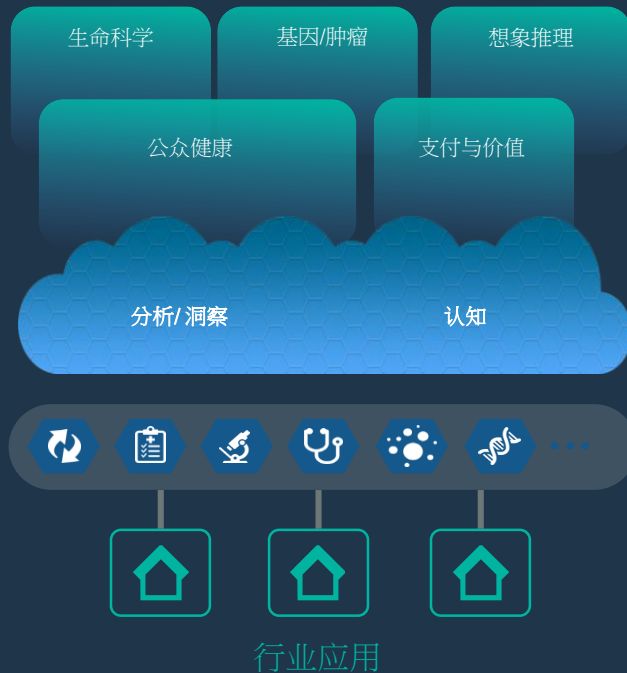 生命科学
基因/肿瘤
想象推理
公众健康
支付与价值
分析/ 洞察
认知
行业应用